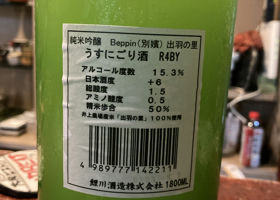 純米吟醸 Beppin(別嬪)出羽の里
うすにごり酒 R4BY
アルコール度数 15.3%
日本酒度 +6
総酸度 1.5
アミノ酸度 0.5
精米歩合 50%
井上農場産米「出羽の里」100%使用
4 989777 142211
鯉川酒造株式会社 1800ML